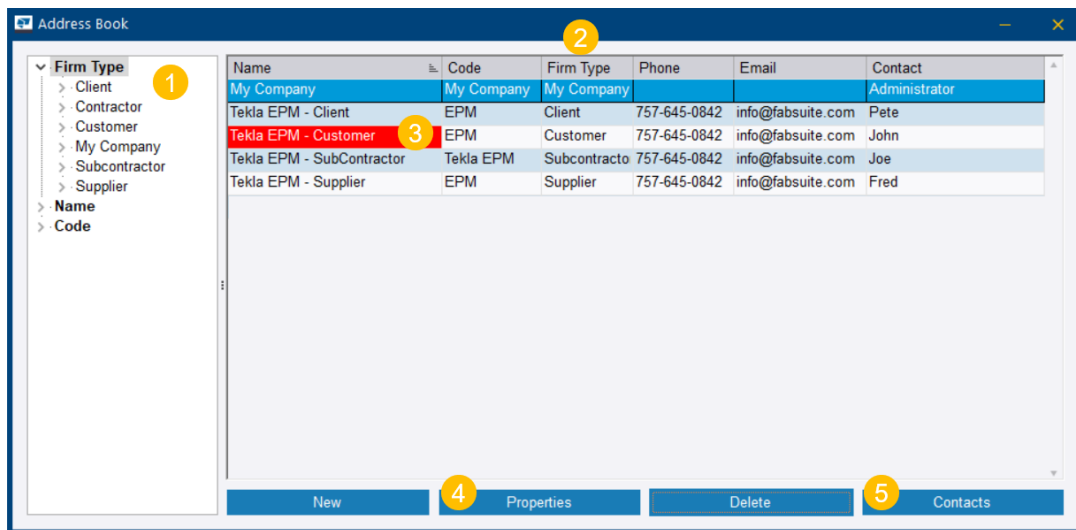 Address Book
2
Firm Type
1
Client
Contractor
Customer
My Company
Subcontractor
Supplier
Name
Code
Name Code Firm Type Phone Email Contact
My Company My Company My Company Administrator
Tekla EPM - Client EPM Client 757-645-0842 info@fabsuite.com Pete
Tekla EPM - Customer 3 EPM Customer 757-645-0842 info@fabsuite.com John
Tekla EPM - SubContractor Tekla EPM Subcontracto 757-645-0842 info@fabsuite.com Joe
Tekla EPM - Supplier EPM Supplier 757-645-0842 info@fabsuite.com Fred
New 4 Properties Delete 5 Contacts